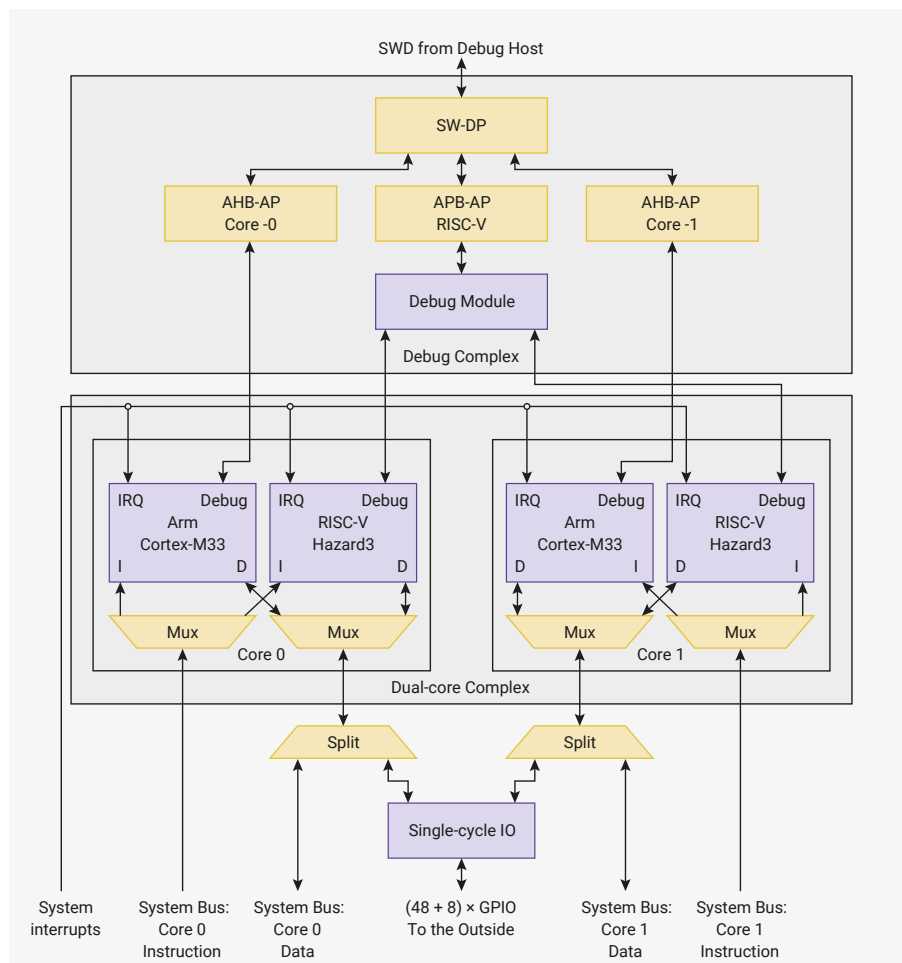 SWD from Debug Host
SW-DP
AHB-AP
Core -0
APB-AP
RISC-V
AHB-AP
Core -1
Debug Module
Debug Complex
IRQ Debug
Arm
Cortex-M33
I D
IRQ Debug
RISC-V
Hazard3
I D
IRQ Debug
Arm
Cortex-M33
D I
IRQ Debug
RISC-V
Hazard3
D I
Mux
Mux
Mux
Mux
Core 0
Core 1
Dual-core Complex
Split
Split
Single-cycle IO
System
interrupts
System Bus:
Core 0
Instruction
System Bus:
Core 0
Data
(48 + 8) × GPIO
To the Outside
System Bus:
Core 1
Data
System Bus:
Core 1
Instruction